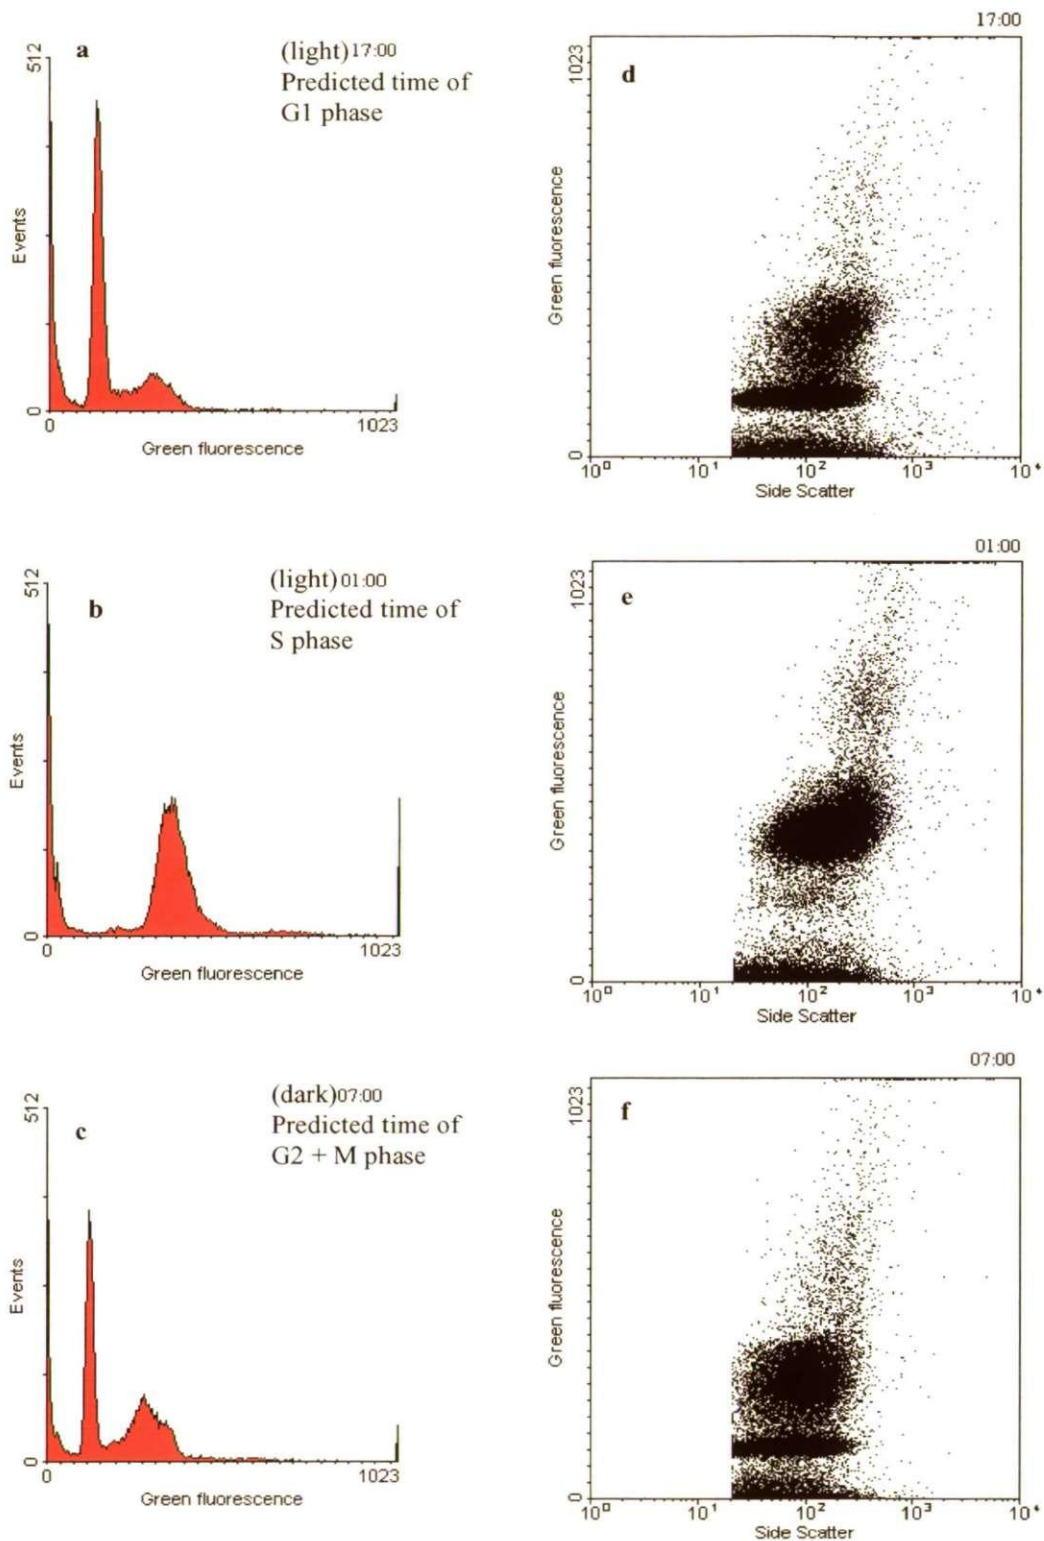 a
(light)17:00
Predicted time of
G1 phase
512
Events
0
0
1023
Green fluorescence
17:00
d
1023
Green fluorescence
0
10⁰
10¹
10²
10³
10⁴
Side Scatter
b
(light)01:00
Predicted time of
S phase
512
Events
0
0
1023
Green fluorescence
01:00
e
1023
Green fluorescence
0
10⁰
10¹
10²
10³
10⁴
Side Scatter
c
(dark)07:00
Predicted time of
G2 + M phase
512
Events
0
0
1023
Green fluorescence
07:00
f
1023
Green fluorescence
0
10⁰
10¹
10²
10³
10⁴
Side Scatter